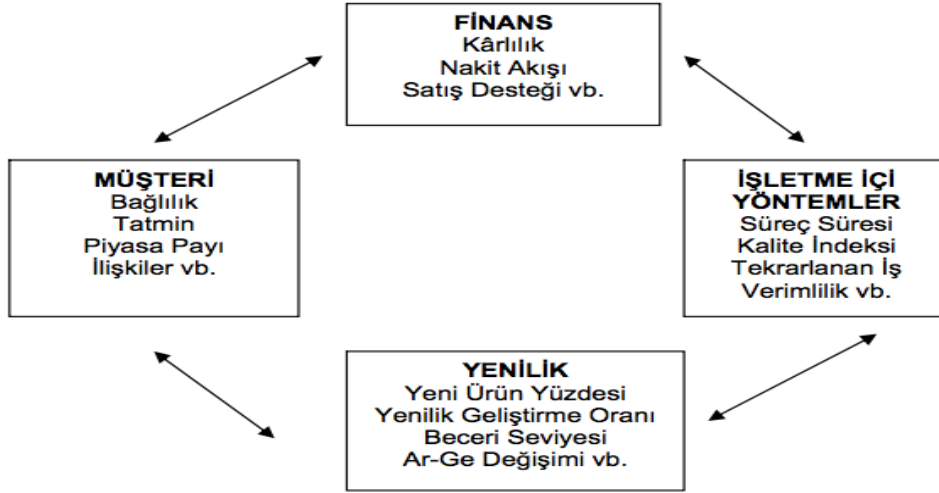 FİNANS
Kârlılık
Nakit Akışı
Satış Desteği vb.
MÜŞTERİ
Bağlılık
Tatmin
Piyasa Payı
İlişkiler vb.
İŞLETME İÇİ
YÖNTEMLER
Süreç Süresi
Kalite İndeksi
Tekrarlanan İş
Verimlilik vb.
YENİLİK
Yeni Ürün Yüzdesi
Yenilik Geliştirme Oranı
Beceri Seviyesi
Ar-Ge Değişimi vb.